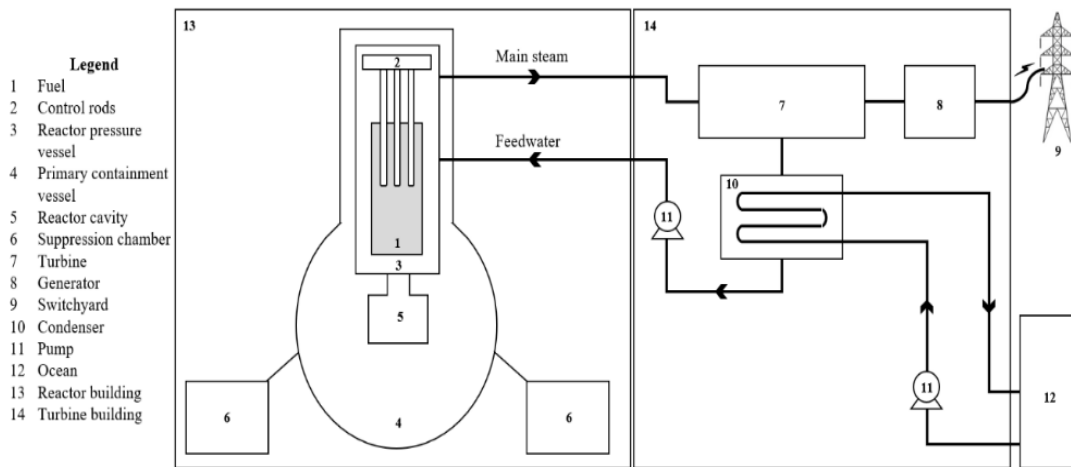 Legend
1 Fuel
2 Control rods
3 Reactor pressure
vessel
4 Primary containment
vessel
5 Reactor cavity
6 Suppression chamber
7 Turbine
8 Generator
9 Switchyard
10 Condenser
11 Pump
12 Ocean
13 Reactor building
14 Turbine building
13
2
Main steam
Feedwater
1
3
5
6
4
6
14
7
8
9
10
11
11
12